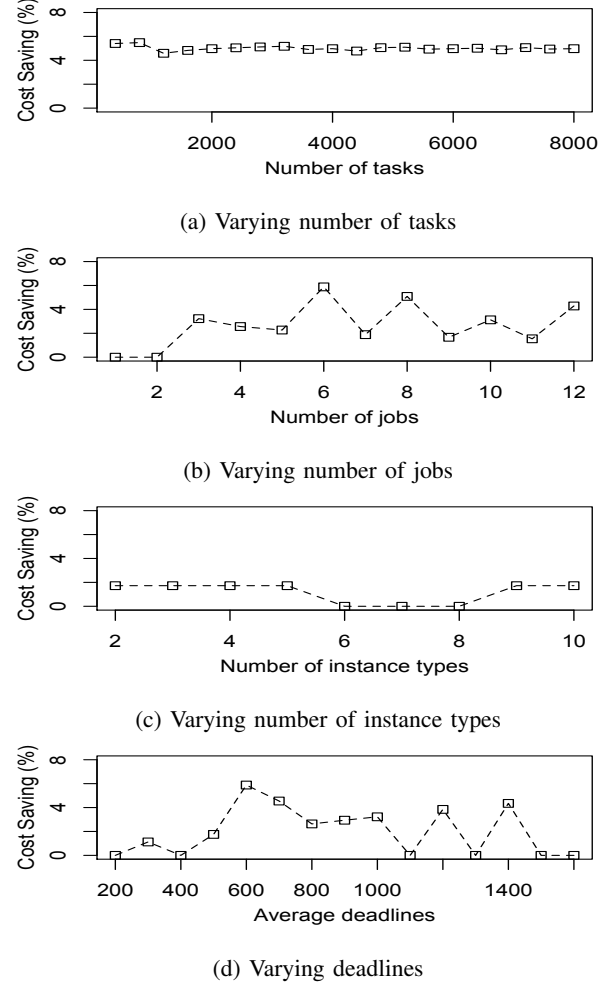 Cost Saving (%)
0 4 8
2000 4000 6000 8000
Number of tasks
(a) Varying number of tasks
Cost Saving (%)
0 4 8
2 4 6 8 10 12
Number of jobs
(b) Varying number of jobs
Cost Saving (%)
0 4 8
2 4 6 8 10
Number of instance types
(c) Varying number of instance types
Cost Saving (%)
0 4 8
200 400 600 800 1000 1400
Average deadlines
(d) Varying deadlines